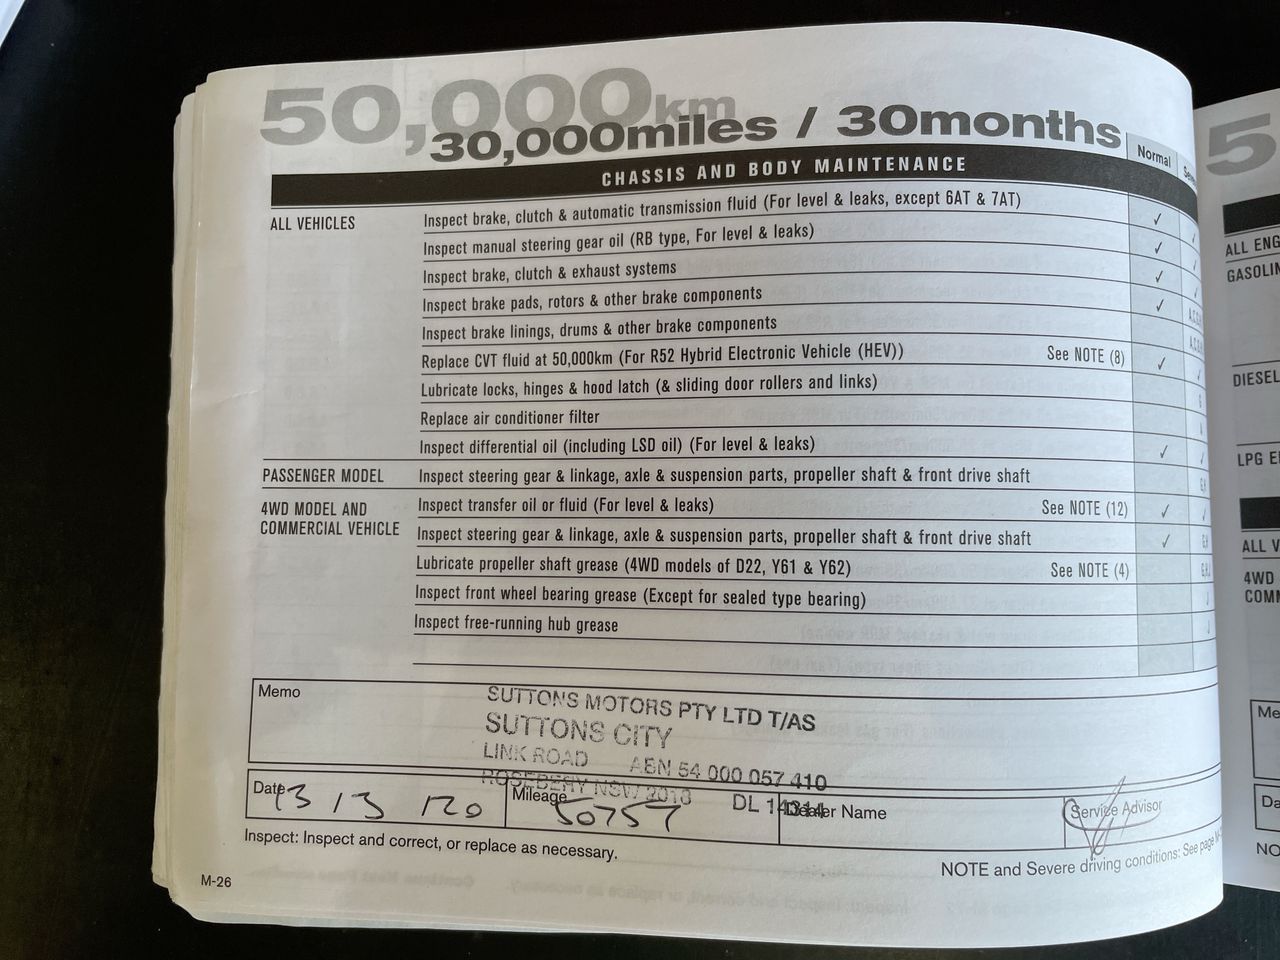 50,000km
30,000miles / 30months
CHASSIS AND BODY MAINTENANCE
Normal
ALL VEHICLES
Inspect brake, clutch & automatic transmission fluid (For level & leaks, except 6AT & 7AT) ✓
Inspect manual steering gear oil (RB type, For level & leaks) ✓
Inspect brake, clutch & exhaust systems ✓
Inspect brake pads, rotors & other brake components ✓
Inspect brake linings, drums & other brake components
Replace CVT fluid at 50,000km (For R52 Hybrid Electronic Vehicle (HEV)) See NOTE (8) ✓
Lubricate locks, hinges & hood latch (& sliding door rollers and links)
Replace air conditioner filter
Inspect differential oil (including LSD oil) (For level & leaks) ✓
PASSENGER MODEL
Inspect steering gear & linkage, axle & suspension parts, propeller shaft & front drive shaft
4WD MODEL AND
COMMERCIAL VEHICLE
Inspect transfer oil or fluid (For level & leaks) See NOTE (12) ✓
Inspect steering gear & linkage, axle & suspension parts, propeller shaft & front drive shaft ✓
Lubricate propeller shaft grease (4WD models of D22, Y61 & Y62) See NOTE (4)
Inspect front wheel bearing grease (Except for sealed type bearing)
Inspect free-running hub grease
Memo
SUTTONS MOTORS PTY LTD T/AS
SUTTONS CITY
LINK ROAD ABN 54 000 057 410
ROSEBERY NSW 2018 DL 14314
Date 13 / 3 / 20
Mileage 50757
Dealer Name
Service Advisor
Inspect: Inspect and correct, or replace as necessary.
NOTE and Severe driving conditions: See page
M-26
5
ALL
GASOLIN
DIESEL
LPG
ALL
4WD